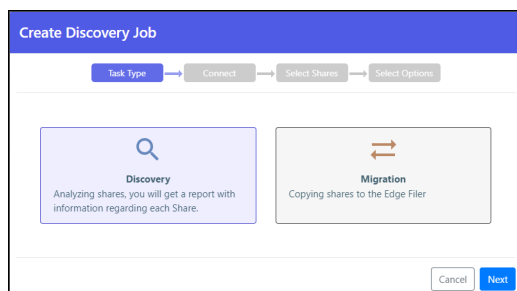 Create Discovery Job
Task Type
Connect
Select Shares
Select Options
Discovery
Analyzing shares, you will get a report with
information regarding each Share.
Migration
Copying shares to the Edge Filer
Cancel
Next